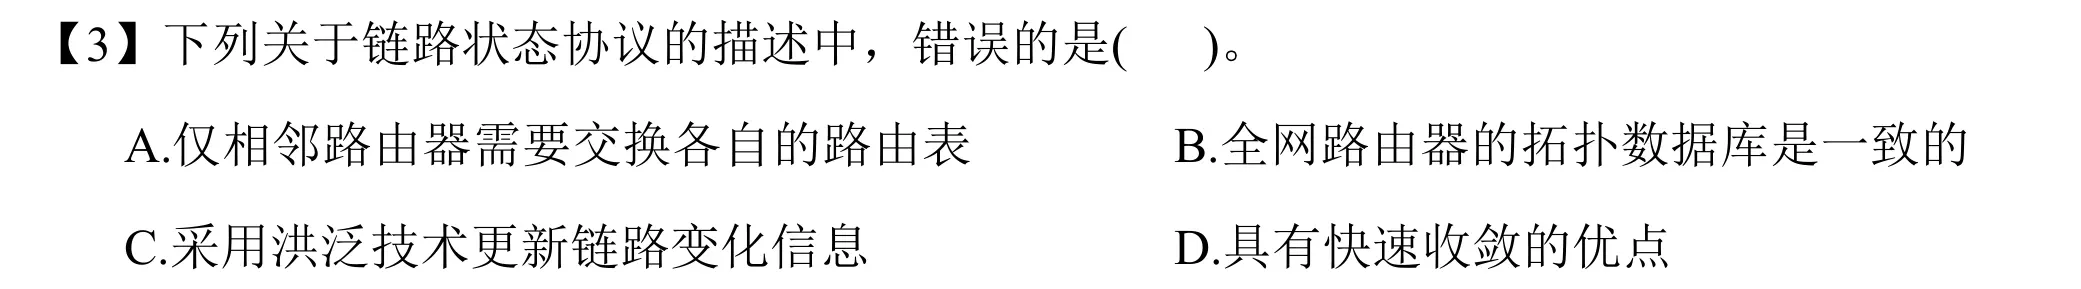 【3】下列关于链路状态协议的描述中，错误的是(  )。
A.仅相邻路由器需要交换各自的路由表 B.全网路由器的拓扑数据库是一致的
C.采用洪泛技术更新链路变化信息 D.具有快速收敛的优点